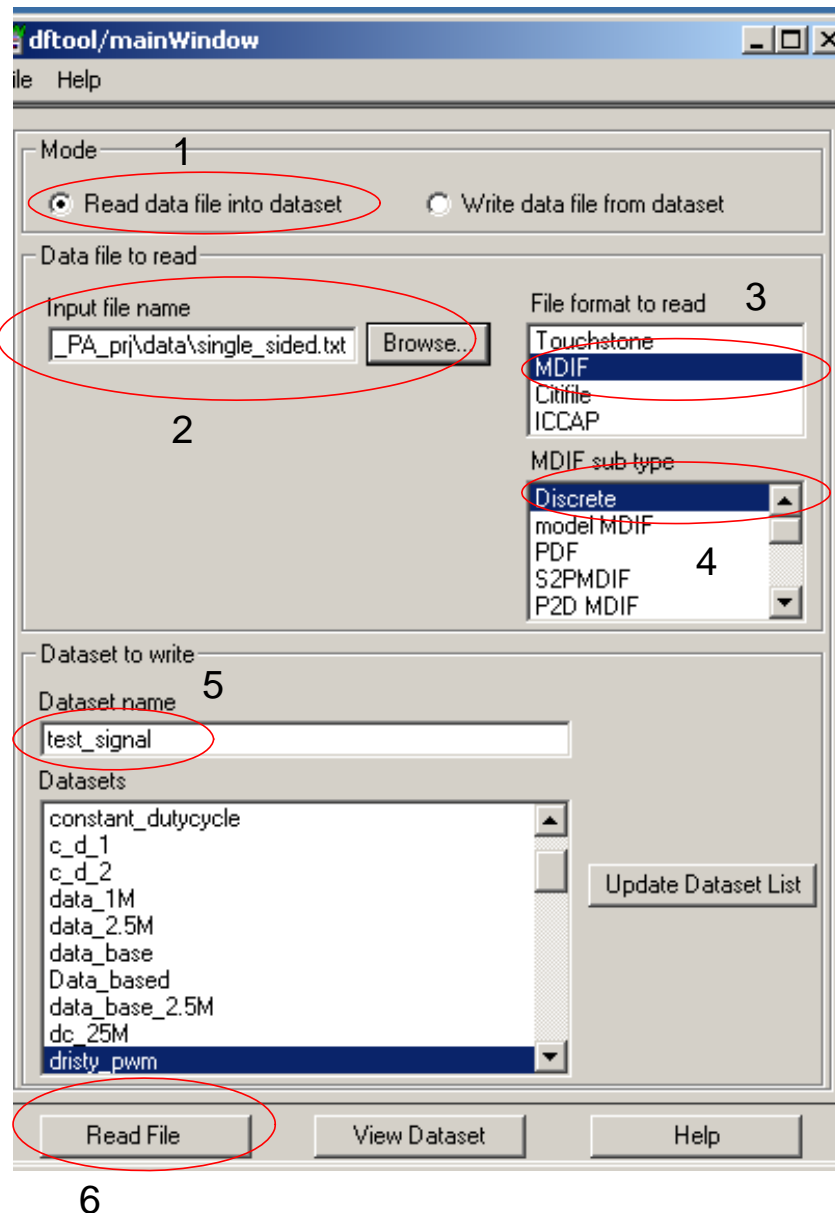 dftool/mainWindow
ile Help
Mode 1
Read data file into dataset Write data file from dataset
Data file to read
Input file name
_PA_prj\data\single_sided.txt Browse...
2
File format to read 3
Touchstone
MDIF
Citifile
ICCAP
MDIF sub type
Discrete
model MDIF
PDF
S2PMDIF
P2D MDIF
4
Dataset to write
5
Dataset name
test_signal
Datasets
constant_dutycycle
c_d_1
c_d_2
data_1M
data_2.5M
data_base
Data_based
data_base_2.5M
dc_25M
dristy_pwm
Update Dataset List
Read File View Dataset Help
6